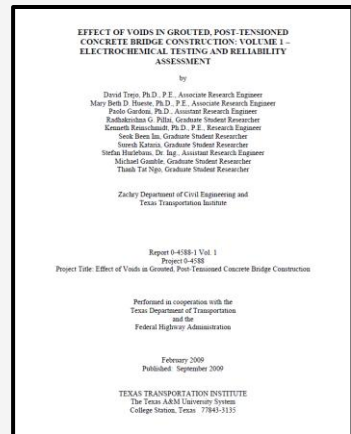 EFFECT OF VOIDS IN GROUTED, POST-TENSIONED
CONCRETE BRIDGE CONSTRUCTION: VOLUME 1 –
ELECTROCHEMICAL TESTING AND RELIABILITY
ASSESSMENT
by
David Trejo, Ph.D., P.E., Associate Research Engineer
Mary Beth D. Hueste, Ph.D., P.E., Associate Research Engineer
Paolo Gardoni, Ph.D., Assistant Research Engineer
Radhakrishna G. Pillai, Graduate Student Researcher
Kenneth Reinschmidt, Ph.D., P.E., Research Engineer
Seok Been Im, Graduate Student Researcher
Suresh Kataria, Graduate Student Researcher
Stefan Hurlebaus, Dr. Ing., Assistant Research Engineer
Michael Gamble, Graduate Student Researcher
Thanh Tat Ngo, Graduate Student Researcher
Zachry Department of Civil Engineering and
Texas Transportation Institute
Report 0-4588-1 Vol. 1
Project 0-4588
Project Title: Effect of Voids in Grouted, Post-Tensioned Concrete Bridge Construction
Performed in cooperation with the
Texas Department of Transportation
and the
Federal Highway Administration
February 2009
Published: September 2009
TEXAS TRANSPORTATION INSTITUTE
The Texas A&M University System
College Station, Texas 77843-3135